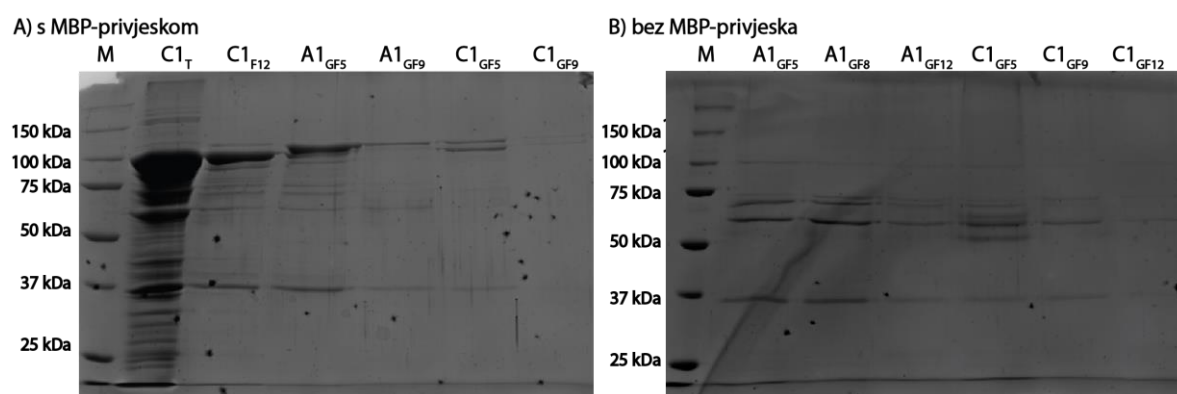 A) s MBP-privjeskom
M C1T C1F12 A1GF5 A1GF9 C1GF5 C1GF9
150 kDa
100 kDa
75 kDa
50 kDa
37 kDa
25 kDa
B) bez MBP-privjeska
M A1GF5 A1GF8 A1GF12 C1GF5 C1GF9 C1GF12
150 kDa
100 kDa
75 kDa
50 kDa
37 kDa
25 kDa